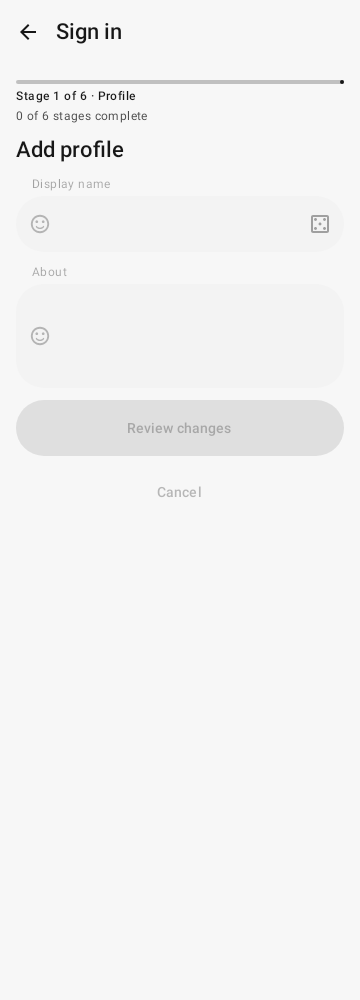 Sign in
Stage 1 of 6 · Profile
0 of 6 stages complete
Add profile
Display name
About
Review changes
Cancel